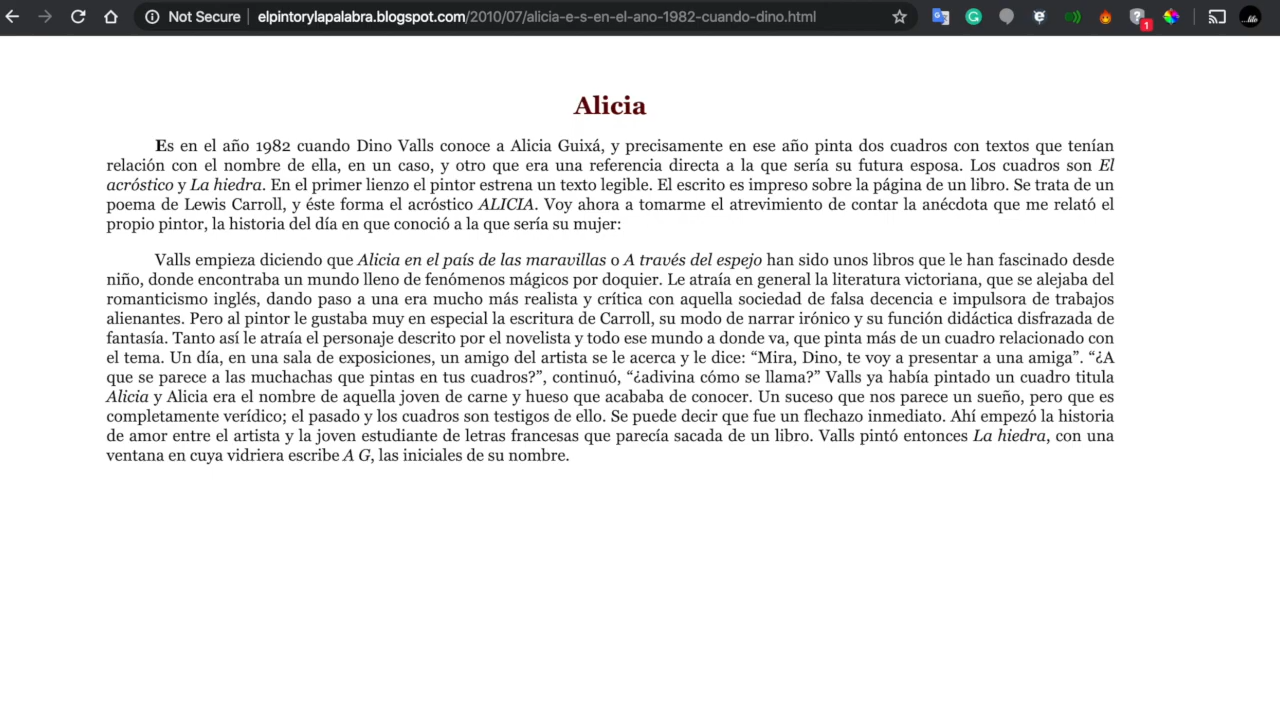 Not Secure
elpintorylapalabra.blogspot.com/2010/07/alicia-e-s-en-el-ano-1982-cuando-dino.html
1
Alicia
Es en el año 1982 cuando Dino Valls conoce a Alicia Guixá, y precisamente en ese año pinta dos cuadros con textos que tenían
relación con el nombre de ella, en un caso, y otro que era una referencia directa a la que sería su futura esposa. Los cuadros son El
acróstico y La hiedra. En el primer lienzo el pintor estrena un texto legible. El escrito es impreso sobre la página de un libro. Se trata de un
poema de Lewis Carroll, y éste forma el acróstico ALICIA. Voy ahora a tomarme el atrevimiento de contar la anécdota que me relató el
propio pintor, la historia del día en que conoció a la que sería su mujer:
Valls empieza diciendo que Alicia en el país de las maravillas o A través del espejo han sido unos libros que le han fascinado desde
niño, donde encontraba un mundo lleno de fenómenos mágicos por doquier. Le atraía en general la literatura victoriana, que se alejaba del
romanticismo inglés, dando paso a una era mucho más realista y crítica con aquella sociedad de falsa decencia e impulsora de trabajos
alienantes. Pero al pintor le gustaba muy en especial la escritura de Carroll, su modo de narrar irónico y su función didáctica disfrazada de
fantasía. Tanto así le atraía el personaje descrito por el novelista y todo ese mundo a donde va, que pinta más de un cuadro relacionado con
el tema. Un día, en una sala de exposiciones, un amigo del artista se le acerca y le dice: “Mira, Dino, te voy a presentar a una amiga”. “¿A
que se parece a las muchachas que pintas en tus cuadros?”, continuó, “¿adivina cómo se llama?” Valls ya había pintado un cuadro titula
Alicia y Alicia era el nombre de aquella joven de carne y hueso que acababa de conocer. Un suceso que nos parece un sueño, pero que es
completamente verídico; el pasado y los cuadros son testigos de ello. Se puede decir que fue un flechazo inmediato. Ahí empezó la historia
de amor entre el artista y la joven estudiante de letras francesas que parecía sacada de un libro. Valls pintó entonces La hiedra, con una
ventana en cuya vidriera escribe A G, las iniciales de su nombre.